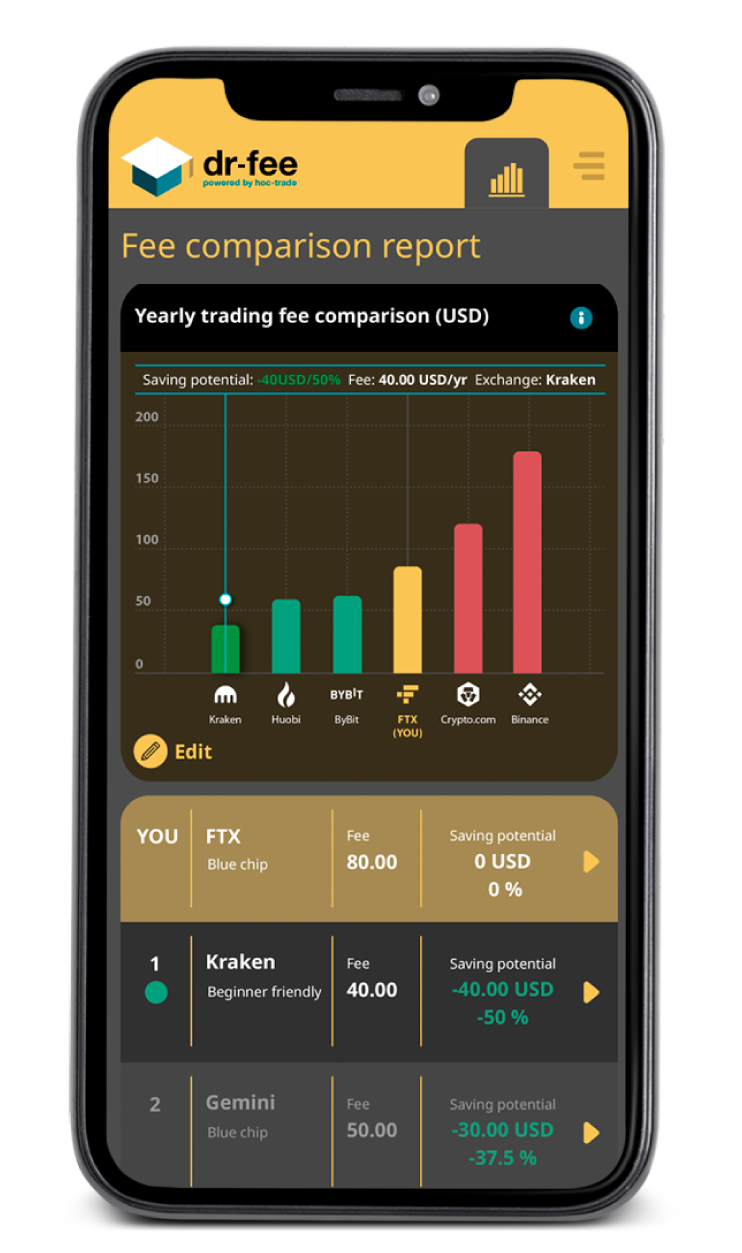 dr-fee
powered by hoc-trade
Fee comparison report
Yearly trading fee comparison (USD)
i
Saving potential: -40USD/50% Fee: 40.00 USD/yr Exchange: Kraken
200
150
100
50
0
BYBIT
Kraken Huobi ByBit FTX Crypto.com Binance
(YOU)
Edit
YOU FTX Fee Saving potential
Blue chip 80.00 0 USD
0 %
1 Kraken Fee Saving potential
Beginner friendly 40.00 -40.00 USD
-50 %
2 Gemini Fee Saving potential
Blue chip 50.00 -30.00 USD
-37.5 %